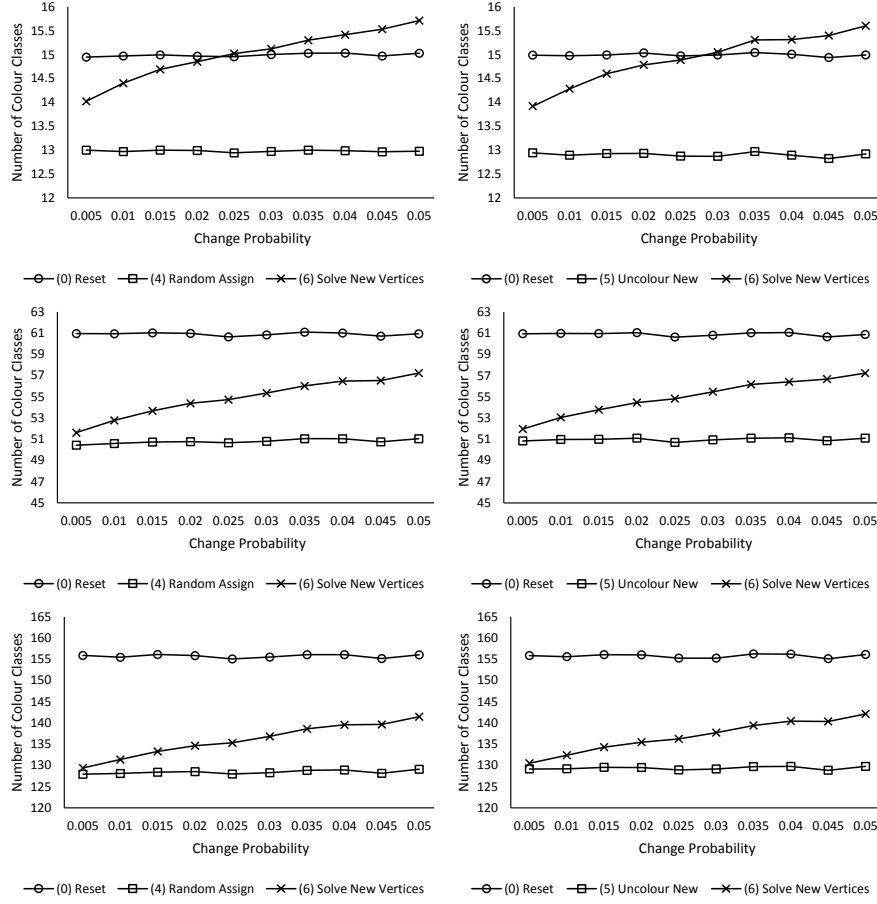 Number of Colour Classes
16
15.5
15
14.5
14
13.5
13
12.5
12
0.005 0.01 0.015 0.02 0.025 0.03 0.035 0.04 0.045 0.05
Change Probability
(0) Reset (4) Random Assign (6) Solve New Vertices
Number of Colour Classes
16
15.5
15
14.5
14
13.5
13
12.5
12
0.005 0.01 0.015 0.02 0.025 0.03 0.035 0.04 0.045 0.05
Change Probability
(0) Reset (5) Uncolour New (6) Solve New Vertices
Number of Colour Classes
63
61
59
57
55
53
51
49
47
45
0.005 0.01 0.015 0.02 0.025 0.03 0.035 0.04 0.045 0.05
Change Probability
(0) Reset (4) Random Assign (6) Solve New Vertices
Number of Colour Classes
63
61
59
57
55
53
51
49
47
45
0.005 0.01 0.015 0.02 0.025 0.03 0.035 0.04 0.045 0.05
Change Probability
(0) Reset (5) Uncolour New (6) Solve New Vertices
Number of Colour Classes
165
160
155
150
145
140
135
130
125
120
0.005 0.01 0.015 0.02 0.025 0.03 0.035 0.04 0.045 0.05
Change Probability
(0) Reset (4) Random Assign (6) Solve New Vertices
Number of Colour Classes
165
160
155
150
145
140
135
130
125
120
0.005 0.01 0.015 0.02 0.025 0.03 0.035 0.04 0.045 0.05
Change Probability
(0) Reset (5) Uncolour New (6) Solve New Vertices